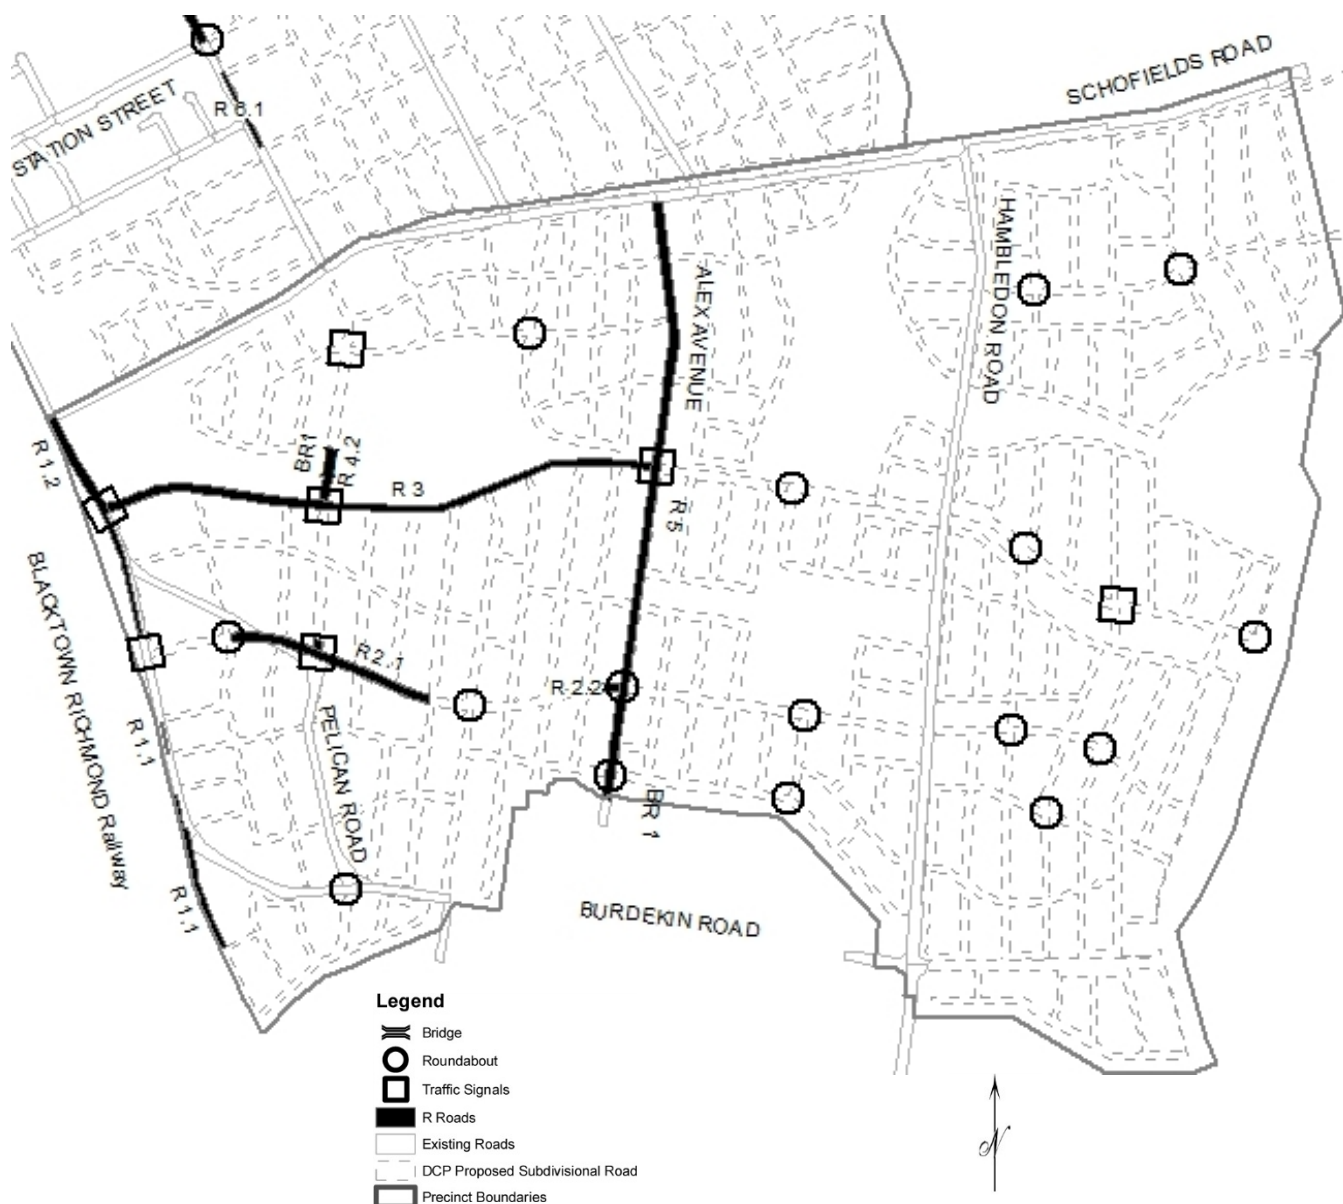 SCHOFIELDS ROAD
R 6.1
STATION STREET
HAMBLEDON ROAD
ALEX AVENUE
R 1.2
BR1
R 4.2
R 3
R 5
BLACKTOWN RICHMOND Railway
R 2.1
R 2.2
R 1.1
PELICAN ROAD
BR 1
R 1.1
BURDEKIN ROAD
Legend
Bridge
Roundabout
Traffic Signals
R Roads
Existing Roads
DCP Proposed Subdivisional Road
Precinct Boundaries
N